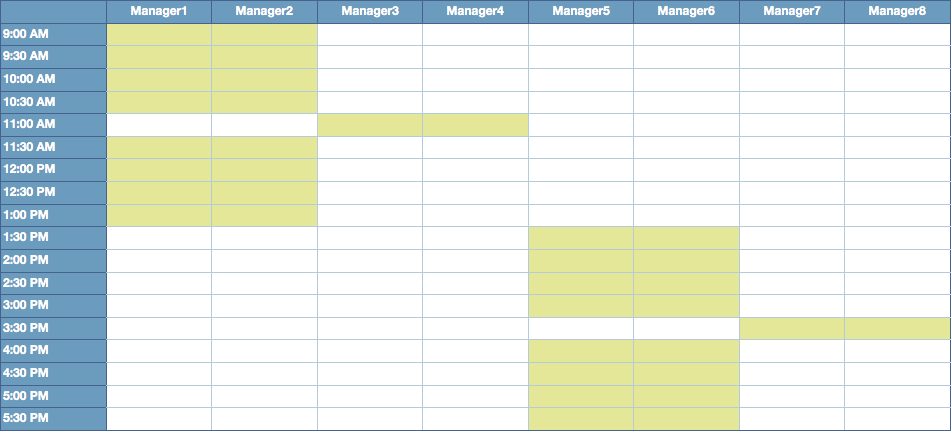 Manager1 Manager2 Manager3 Manager4 Manager5 Manager6 Manager7 Manager8
9:00 AM
9:30 AM
10:00 AM
10:30 AM
11:00 AM
11:30 AM
12:00 PM
12:30 PM
1:00 PM
1:30 PM
2:00 PM
2:30 PM
3:00 PM
3:30 PM
4:00 PM
4:30 PM
5:00 PM
5:30 PM